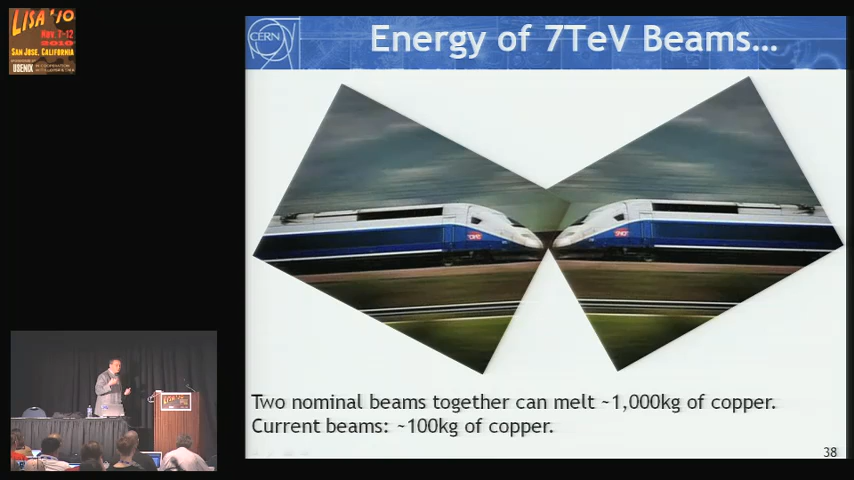 LISA '10
Nov. 7-12
2010
SAN JOSE, CALIFORNIA
USENIX
CERN
Energy of 7TeV Beams...
Two nominal beams together can melt ~1,000kg of copper.
Current beams: ~100kg of copper.
38